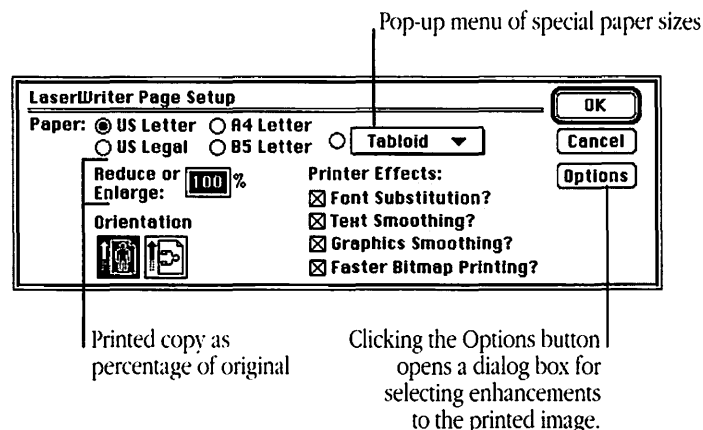 Pop-up menu of special paper sizes
LaserWriter Page Setup
OK
Paper: US Letter A4 Letter
US Legal B5 Letter
Tabloid
Cancel
Reduce or
Enlarge:
100 %
Printer Effects:
Options
Font Substitution?
Orientation
Text Smoothing?
Graphics Smoothing?
Faster Bitmap Printing?
Printed copy as
percentage of original
Clicking the Options button
opens a dialog box for
selecting enhancements
to the printed image.